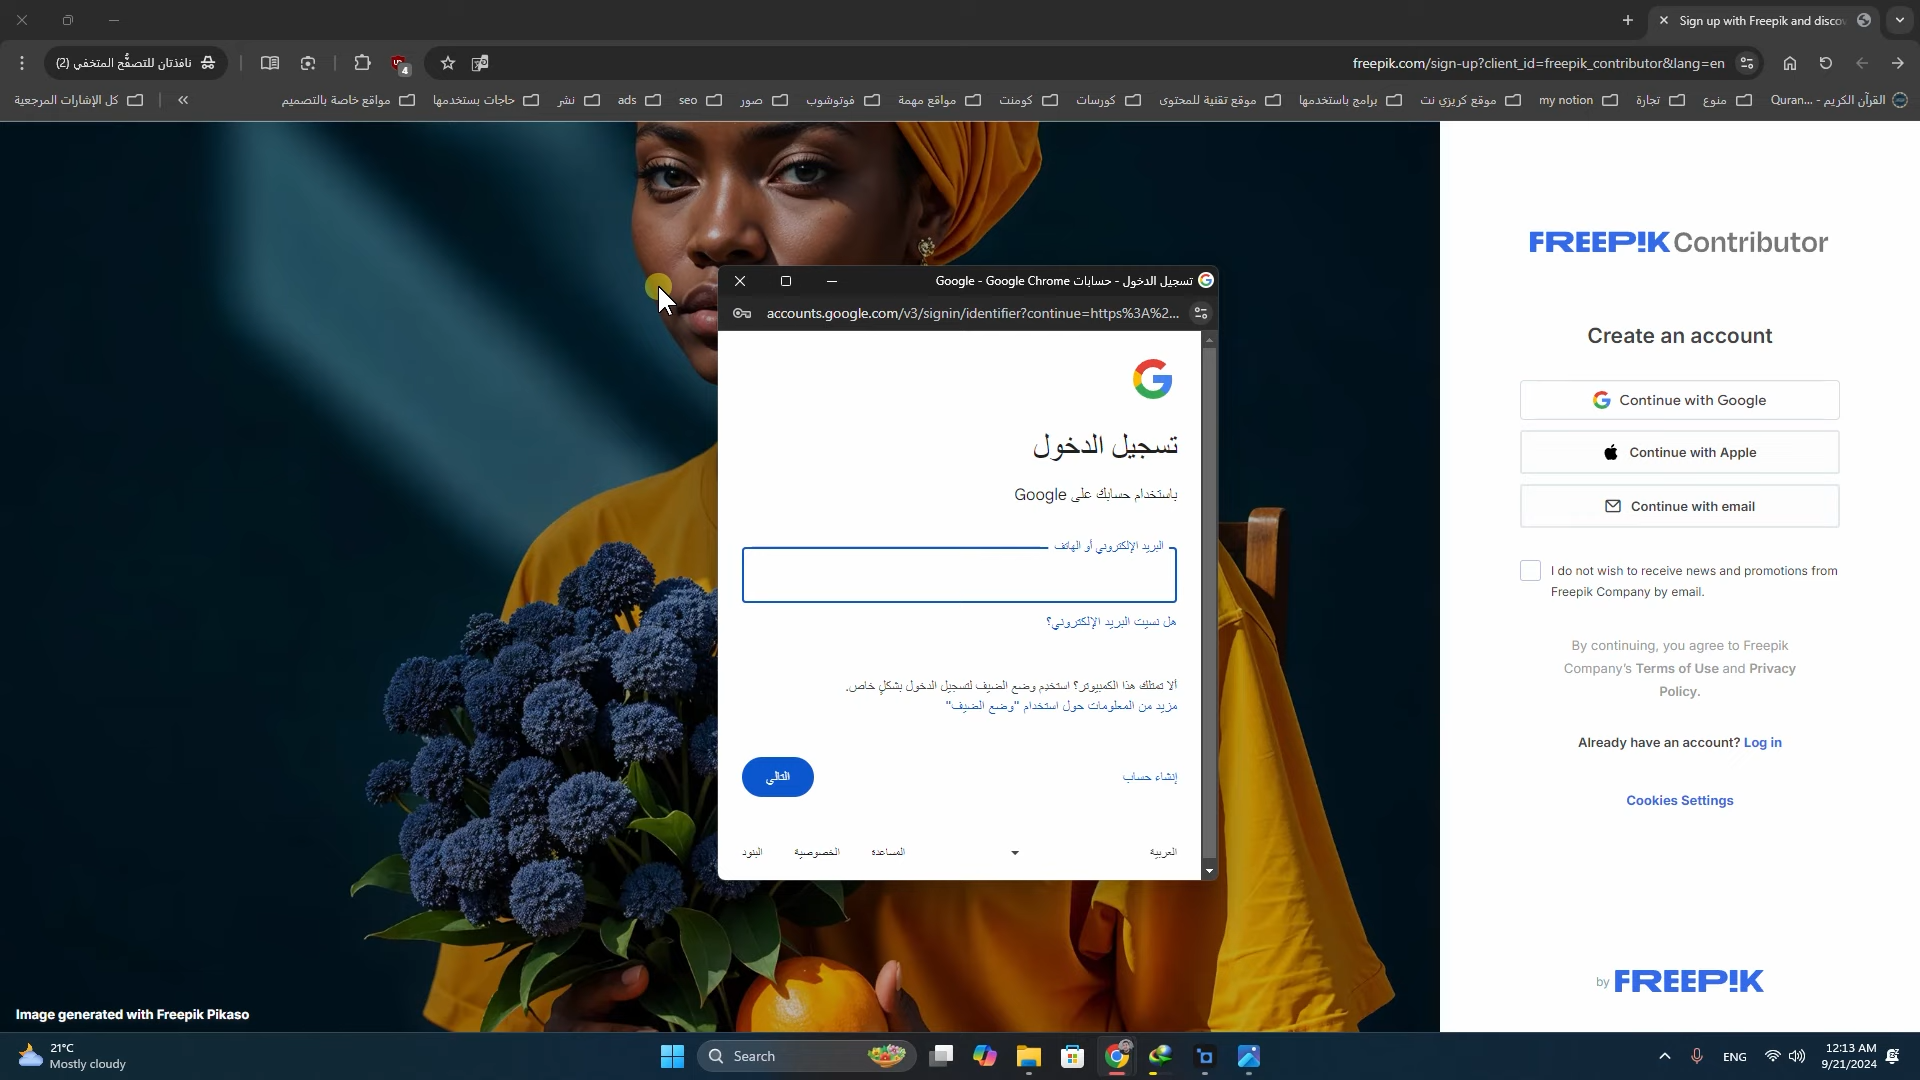 Sign up with Freepik and disco
نافذتان للتصفُّح المتخفي (2)
4
freepik.com/sign-up?client_id=freepik_contributor&lang=en
القرآن الكريم - ...Quran
منوع
تجارة
my notion
موقع كريزي نت
برامج باستخدمها
موقع تقنية للمحتوى
كورسات
كومنت
مواقع مهمة
فوتوشوب
صور
seo
ads
نشر
حاجات بستخدمها
مواقع خاصة بالتصميم
كل الإشارات المرجعية
FREEPIK Contributor
Create an account
Continue with Google
Continue with Apple
Continue with email
I do not wish to receive news and promotions from
Freepik Company by email.
By continuing, you agree to Freepik
Company's Terms of Use and Privacy
Policy.
Already have an account? Log in
Cookies Settings
by FREEPIK
تسجيل الدخول - حسابات Google - Google Chrome
accounts.google.com/v3/signin/identifier?continue=https%3A%2...
تسجيل الدخول
باستخدام حسابك على Google
البريد الإلكتروني أو الهاتف
هل نسيت البريد الإلكتروني؟
ألا تمتلك هذا الكمبيوتر؟ استخدِم وضع الضيف لتسجيل الدخول بشكلٍ خاص.
مزيد من المعلومات حول استخدام "وضع الضيف"
إنشاء حساب
التالي
العربية
المساعدة
الخصوصية
البنود
Image generated with Freepik Pikaso
21°C
Mostly cloudy
Search
ENG
12:13 AM
9/21/2024